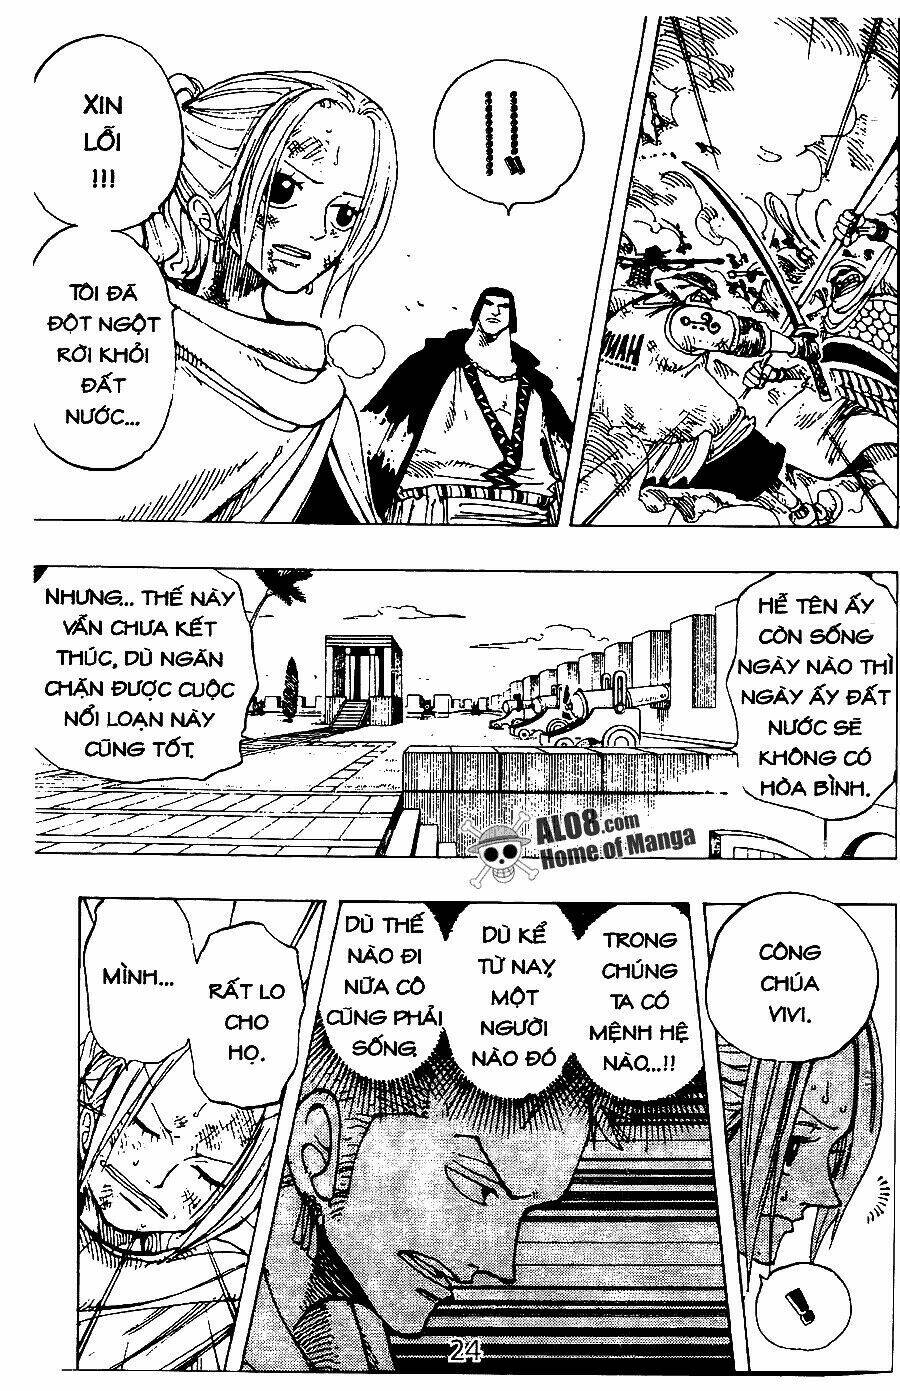 ......!!
XIN
LỖI
!!!
TÔI ĐÃ
ĐỘT NGỘT
RỜI KHỎI
ĐẤT
NƯỚC...
HỄ TÊN ẤY
CÒN SỐNG
NGÀY NÀO THÌ
NGÀY ẤY ĐẤT
NƯỚC SẼ
KHÔNG CÓ
HÒA BÌNH.
NHƯNG... THẾ NÀY
VẪN CHƯA KẾT
THÚC, DÙ NGĂN
CHẶN ĐƯỢC CUỘC
NỔI LOẠN NÀY
CŨNG TỐT.
AL08.com
Home of Manga
CÔNG
CHÚA
VIVI.
!
TRONG
CHÚNG
TA CÓ
MỆNH HỆ
NÀO...!!
DÙ KỂ
TỪ NAY,
MỘT
NGƯỜI
NÀO ĐÓ
DÙ THẾ
NÀO ĐI
NỮA CÔ
CŨNG PHẢI
SỐNG.
RẤT LO
CHO
HỌ.
MÌNH...
24